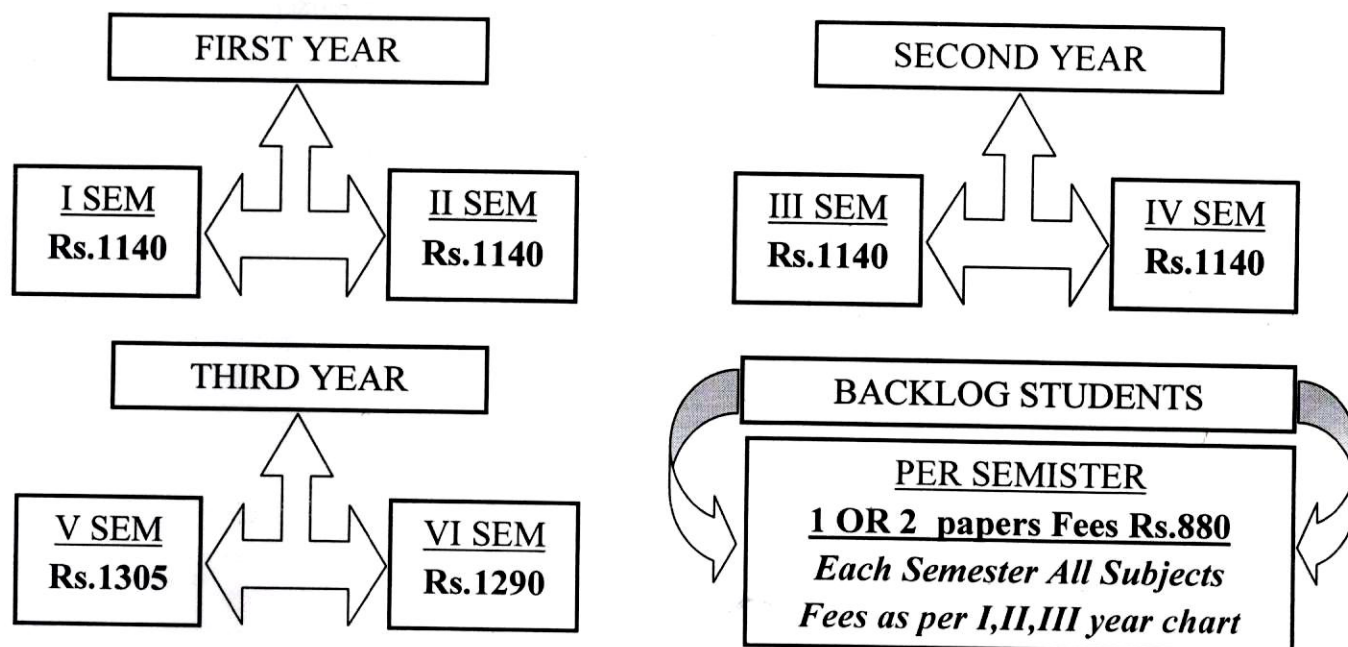 FIRST YEAR
I SEM
Rs.1140
II SEM
Rs.1140
SECOND YEAR
III SEM
Rs.1140
IV SEM
Rs.1140
THIRD YEAR
V SEM
Rs.1305
VI SEM
Rs.1290
BACKLOG STUDENTS
PER SEMISTER
1 OR 2 papers Fees Rs.880
Each Semester All Subjects
Fees as per I,II,III year chart